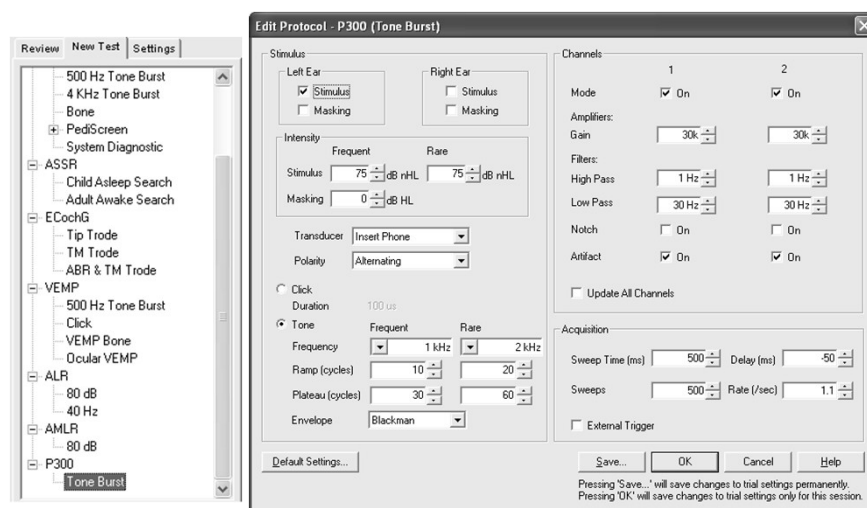 Review New Test Settings
500 Hz Tone Burst
4 KHz Tone Burst
Bone
PediScreen
System Diagnostic
ASSR
Child Asleep Search
Adult Awake Search
ECochG
Tip Trode
TM Trode
ABR & TM Trode
VEMP
500 Hz Tone Burst
Click
VEMP Bone
Ocular VEMP
ALR
80 dB
40 Hz
AMLR
80 dB
P300
Tone Burst
Edit Protocol - P300 (Tone Burst)
Stimulus
Left Ear Right Ear
Stimulus Stimulus
Masking Masking
Intensity
Frequent Rare
Stimulus 75 dB nHL 75 dB nHL
Masking 0 dB HL
Transducer Insert Phone
Polarity Alternating
Click
Duration 100 us
Tone Frequent Rare
Frequency 1 kHz 2 kHz
Ramp (cycles) 10 20
Plateau (cycles) 30 60
Envelope Blackman
Default Settings...
Channels
1 2
Mode On On
Amplifiers:
Gain 30k 30k
Filters:
High Pass 1 Hz 1 Hz
Low Pass 30 Hz 30 Hz
Notch On On
Artifact On On
Update All Channels
Acquisition
Sweep Time (ms) 500 Delay (ms) -50
Sweeps 500 Rate (/sec) 1.1
External Trigger
Save... OK Cancel Help
Pressing 'Save...' will save changes to trial settings permanently.
Pressing 'OK' will save changes to trial settings only for this session.